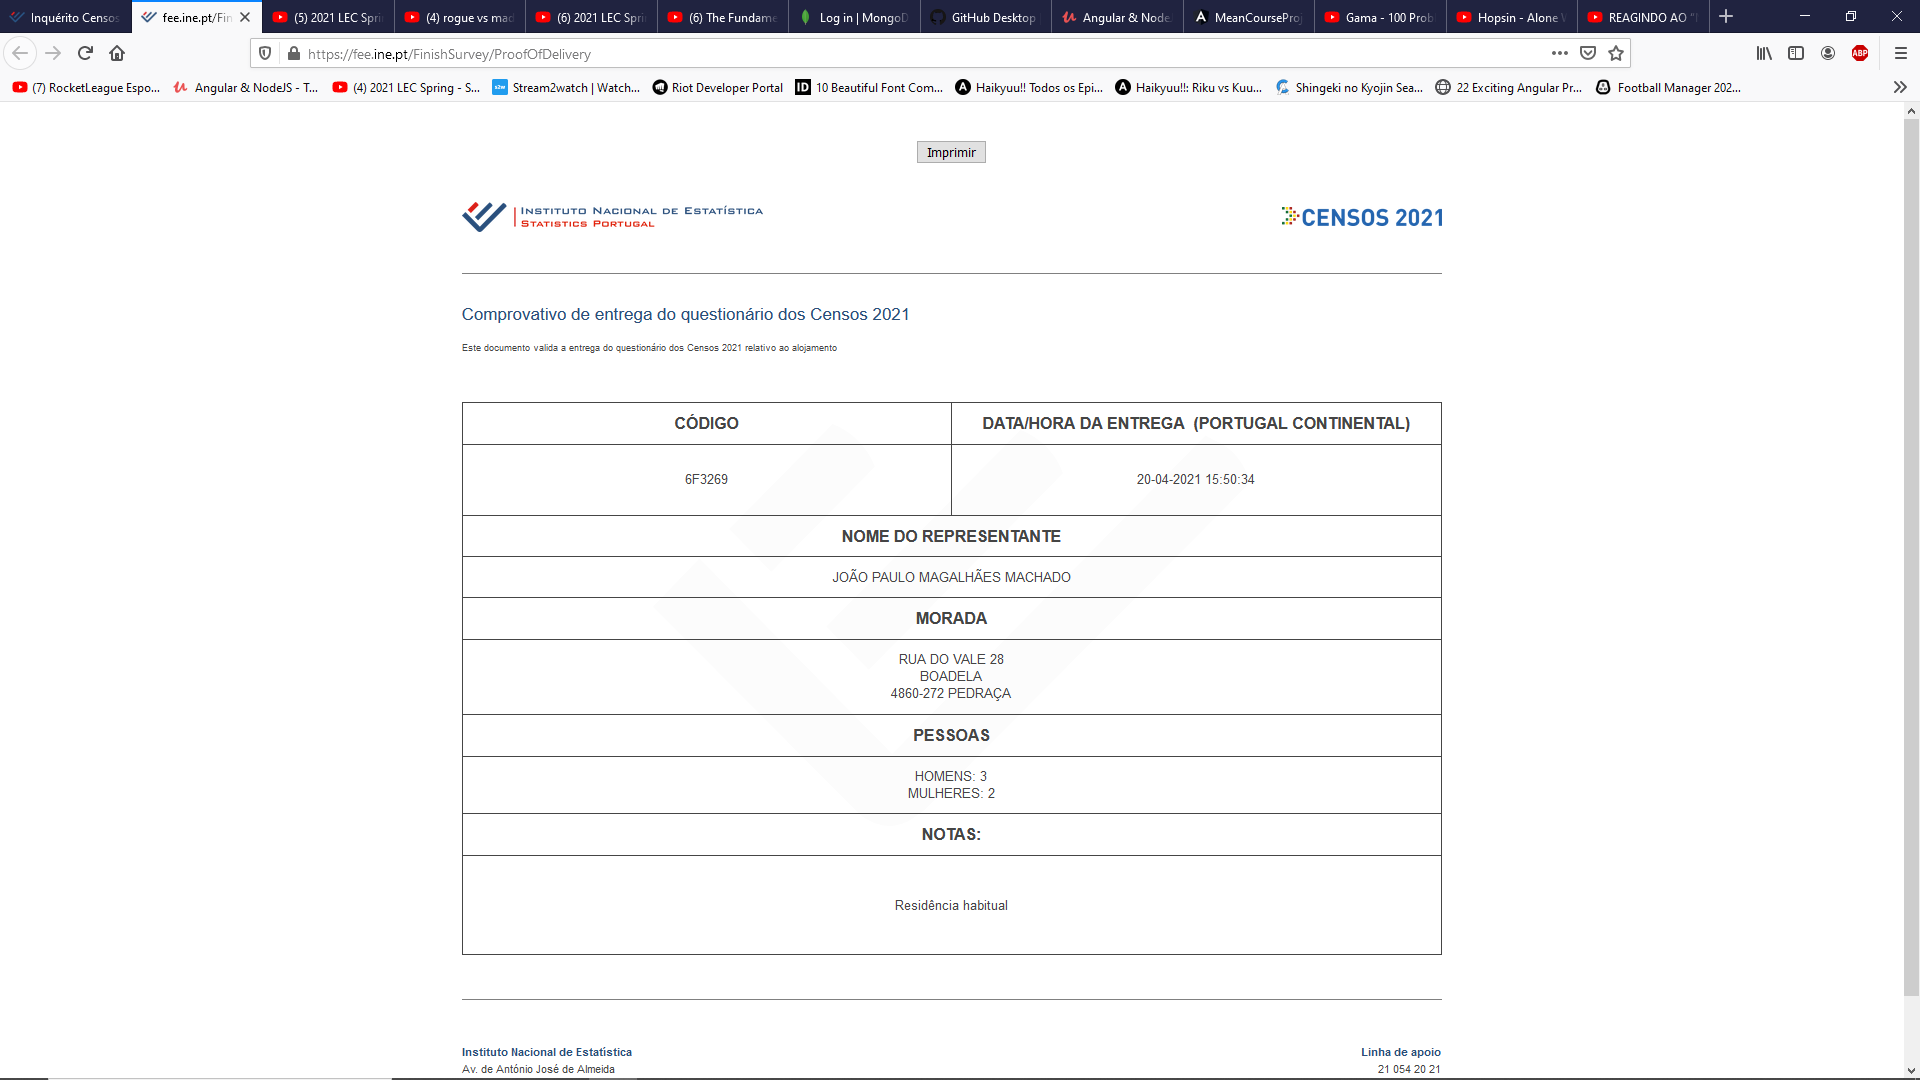 Inquérito Censos
fee.ine.pt/Fin
(5) 2021 LEC Spri
(4) rogue vs mad
(6) 2021 LEC Spri
(6) The Fundame
Log in | MongoD
GitHub Desktop
Angular & Node
MeanCourseProj
Gama - 100 Prob
Hopsin - Alone
REAGINDO AO
https://fee.ine.pt/FinishSurvey/ProofOfDelivery
ABP
(7) RocketLeague Espo...
Angular & NodeJS - T...
(4) 2021 LEC Spring - S...
Stream2watch | Watch...
Riot Developer Portal
ID 10 Beautiful Font Com...
Haikyuu!! Todos os Epi...
Haikyuu!!: Riku vs Kuu...
Shingeki no Kyojin Sea...
22 Exciting Angular Pr...
Football Manager 202...
Imprimir
Instituto Nacional de Estatística
Statistics Portugal
CENSOS 2021
Comprovativo de entrega do questionário dos Censos 2021
Este documento valida a entrega do questionário dos Censos 2021 relativo ao alojamento
CÓDIGO
DATA/HORA DA ENTREGA (PORTUGAL CONTINENTAL)
6F3269
20-04-2021 15:50:34
NOME DO REPRESENTANTE
JOÃO PAULO MAGALHÃES MACHADO
MORADA
RUA DO VALE 28
BOADELA
4860-272 PEDRAÇA
PESSOAS
HOMENS: 3
MULHERES: 2
NOTAS:
Residência habitual
Instituto Nacional de Estatística
Linha de apoio
Av. de António José de Almeida
21 054 20 21